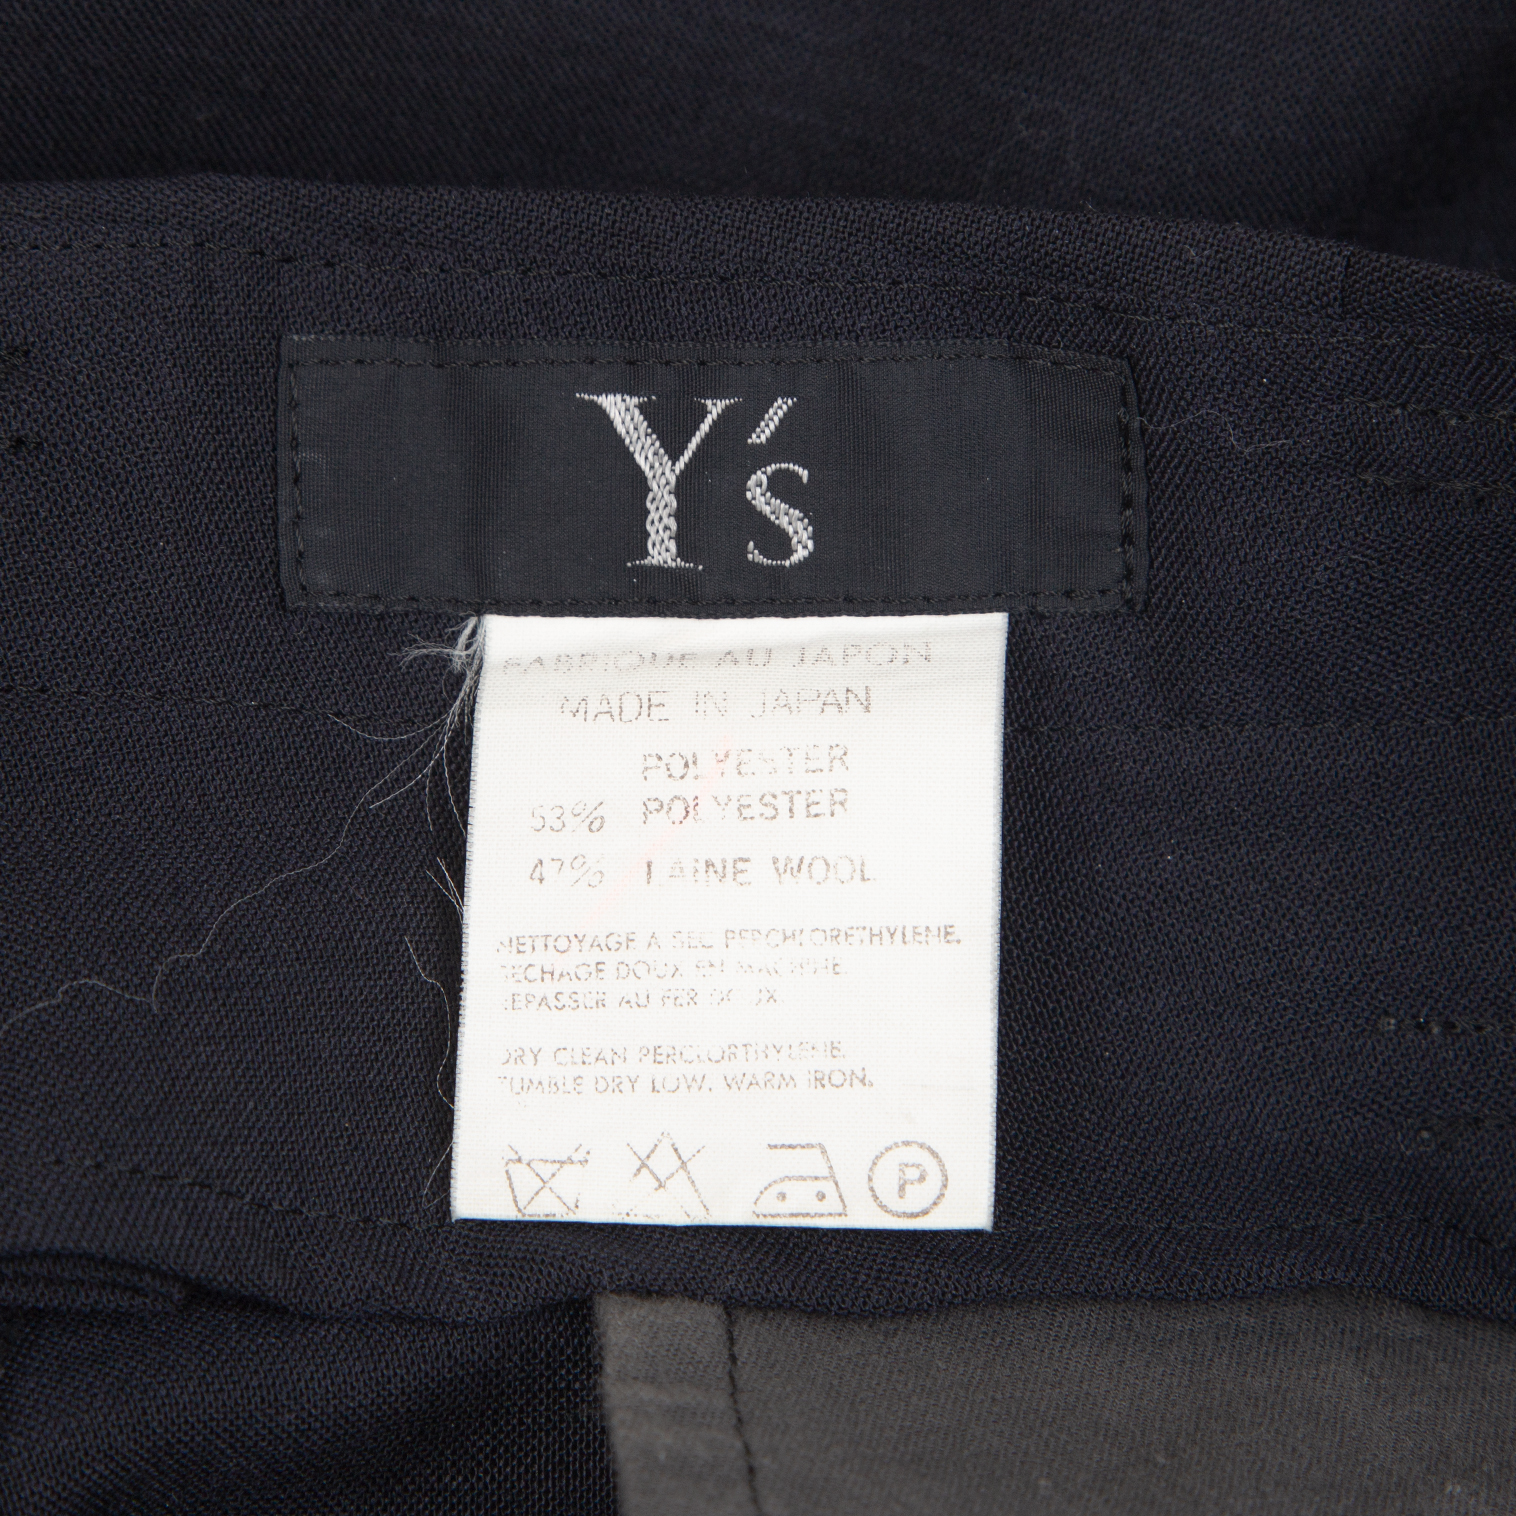 Y's
FABRIQUE AU JAPON
MADE IN JAPAN
POLYESTER
53% POLYESTER
47% LAINE WOOL
NETTOYAGE A SEC PERCHLORETHYLENE.
SECHAGE DOUX EN MACHINE.
REPASSER AU FER DOUX.
DRY CLEAN PERCLORTHYLENE.
TUMBLE DRY LOW. WARM IRON.
P